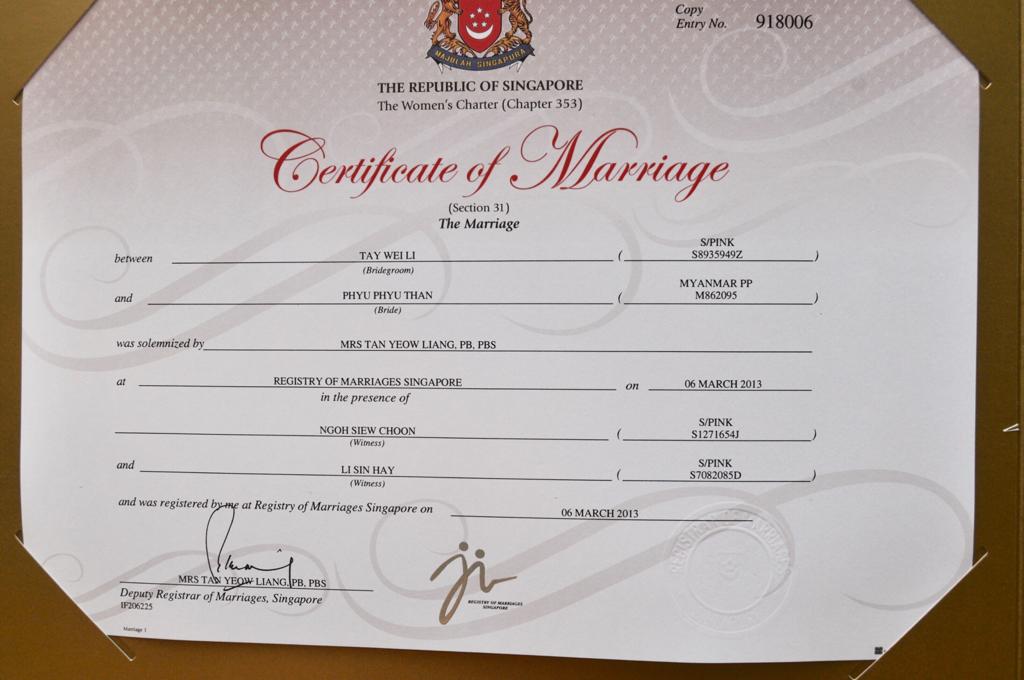 Copy
Entry No. 918006
MAJULAH SINGAPURA
THE REPUBLIC OF SINGAPORE
The Women's Charter (Chapter 353)
Certificate of Marriage
(Section 31)
The Marriage
between TAY WEI LI ( S/PINK S8935949Z )
(Bridegroom)
and PHYU PHYU THAN ( MYANMAR PP M862095 )
(Bride)
was solemnized by MRS TAN YEOW LIANG, PB, PBS
at REGISTRY OF MARRIAGES SINGAPORE on 06 MARCH 2013
in the presence of
NGOH SIEW CHOON ( S/PINK S1271654J )
(Witness)
and LI SIN HAY ( S/PINK S7082085D )
(Witness)
and was registered by me at Registry of Marriages Singapore on 06 MARCH 2013
MRS TAN YEOW LIANG, PB, PBS
Deputy Registrar of Marriages, Singapore
IF206225
REGISTRY OF MARRIAGES
SINGAPORE
Marriage 1